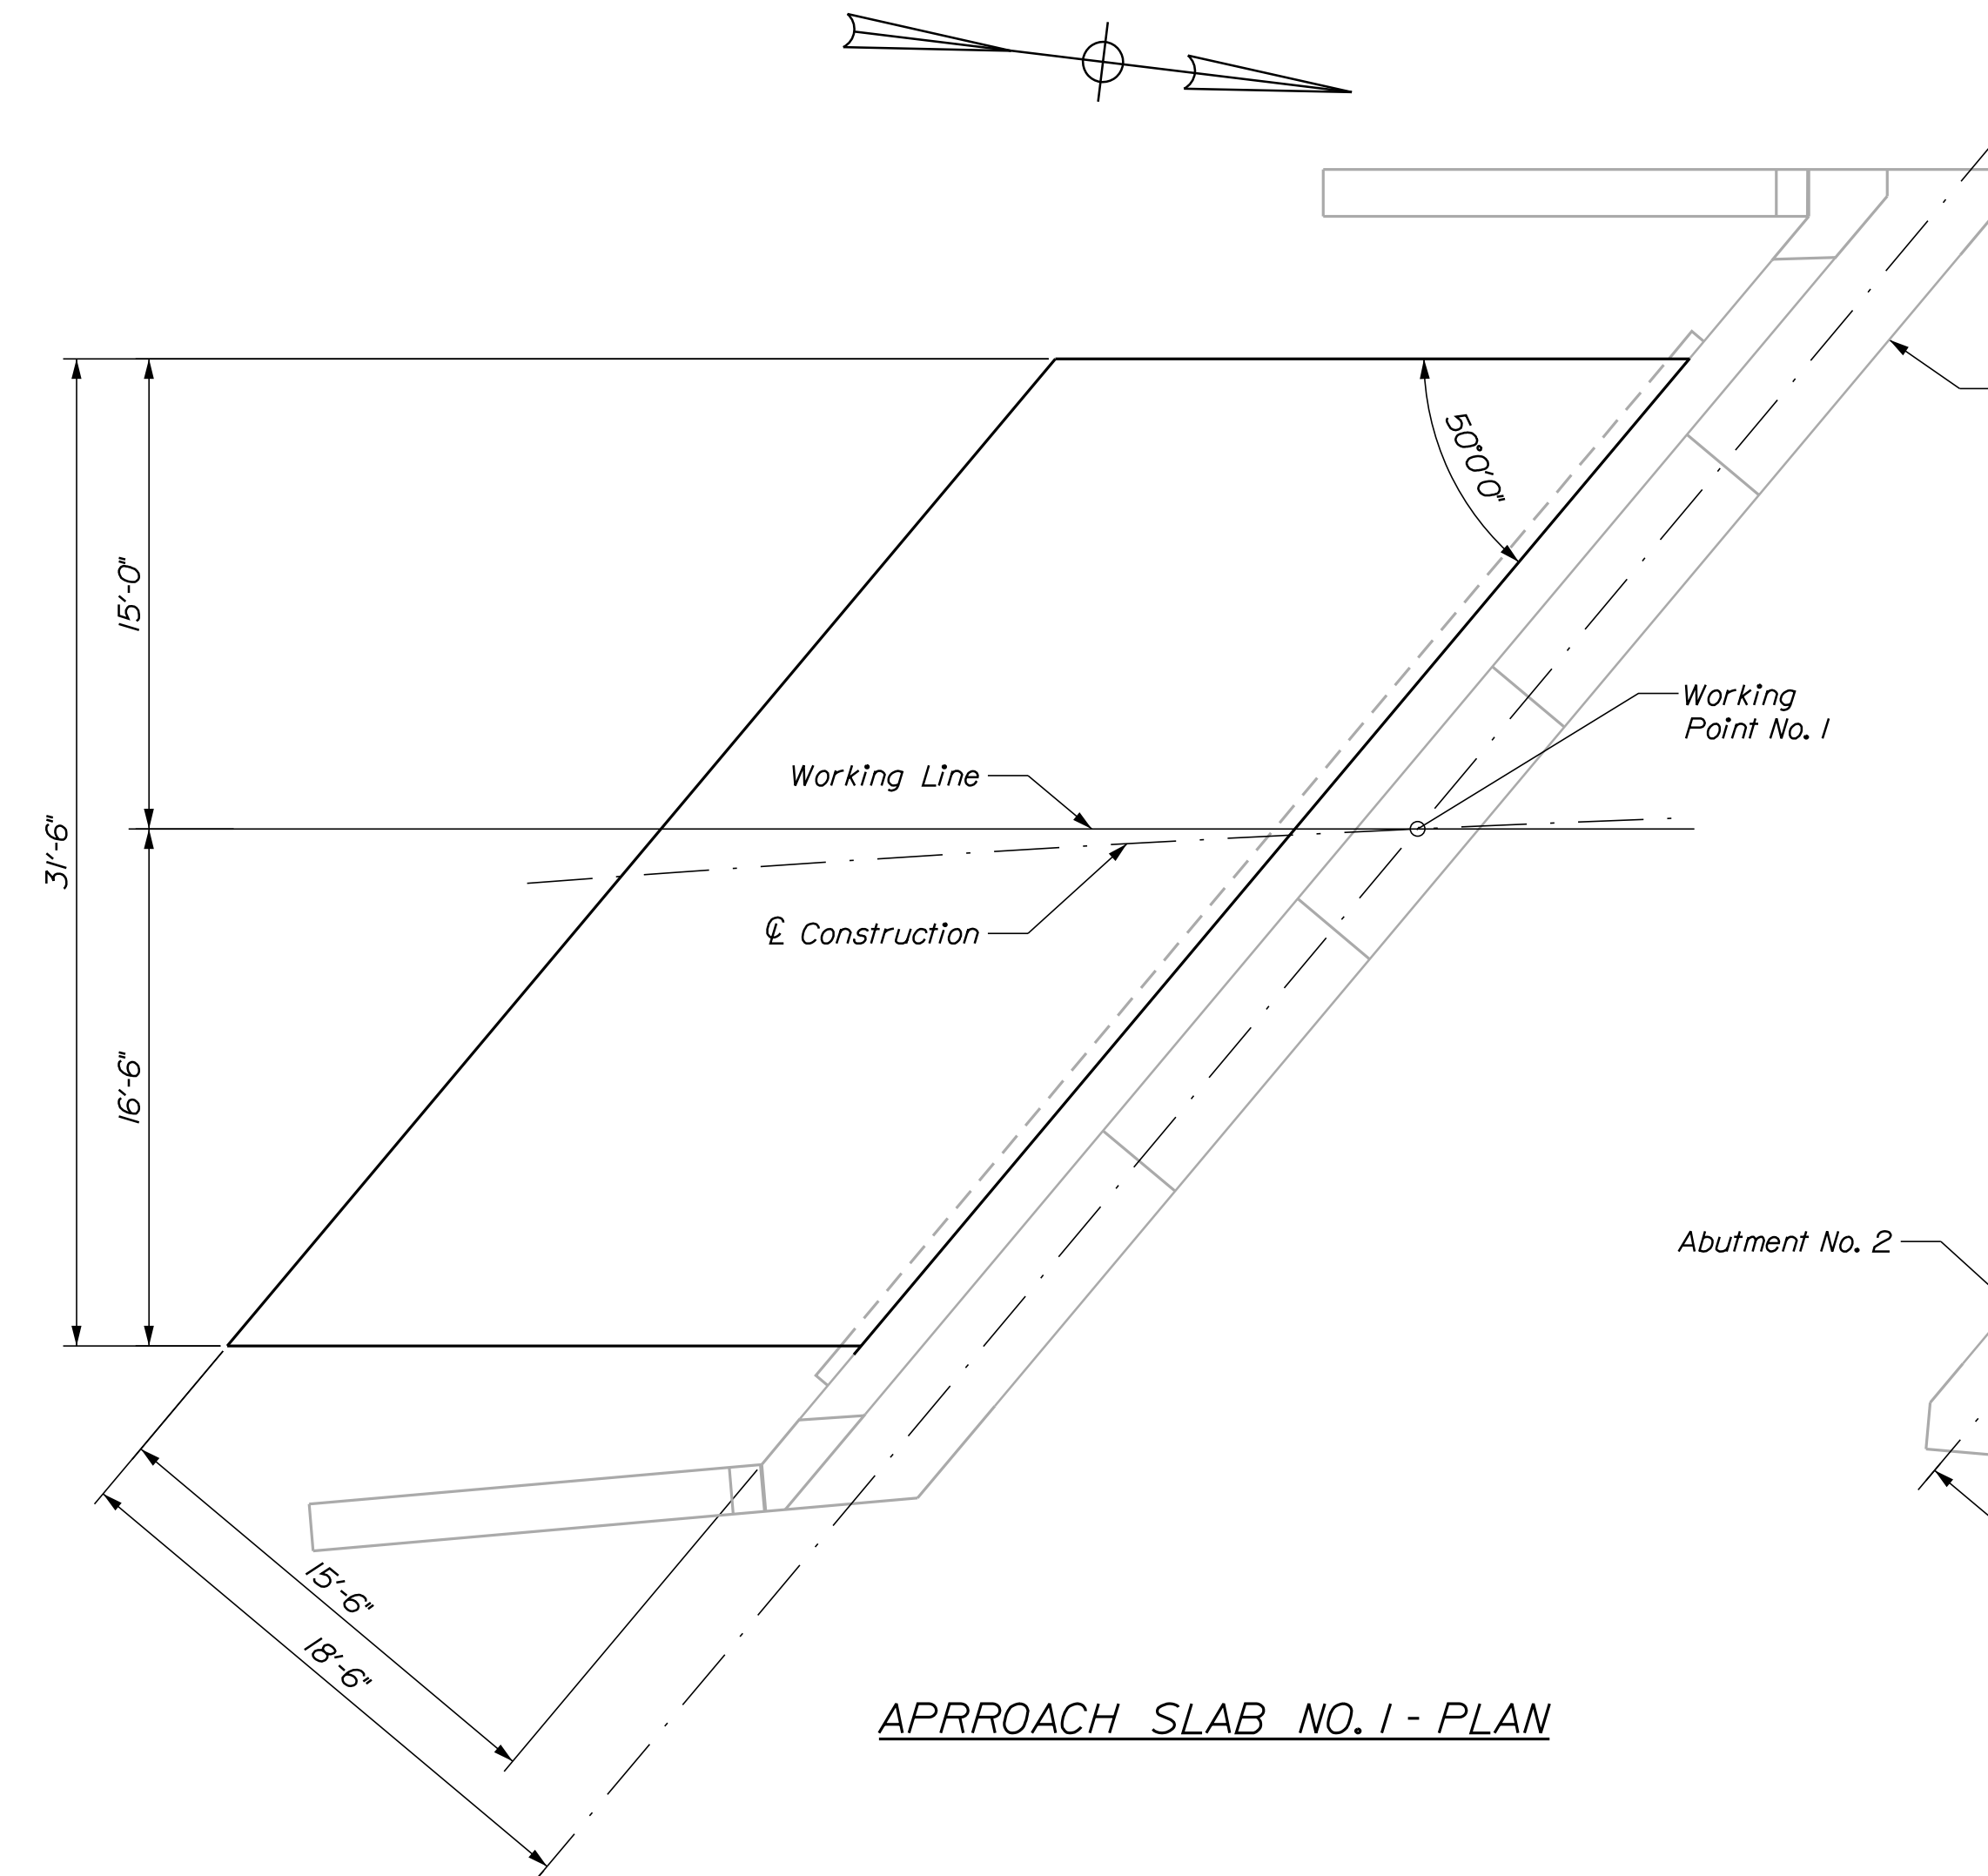 50°0'0"
15'-0"
Working
Point No. 1
Working Line
31'-6"
℄ Construction
16'-6"
Abutment No. 2
15'-6"
18'-6"
APPROACH SLAB NO. 1 - PLAN